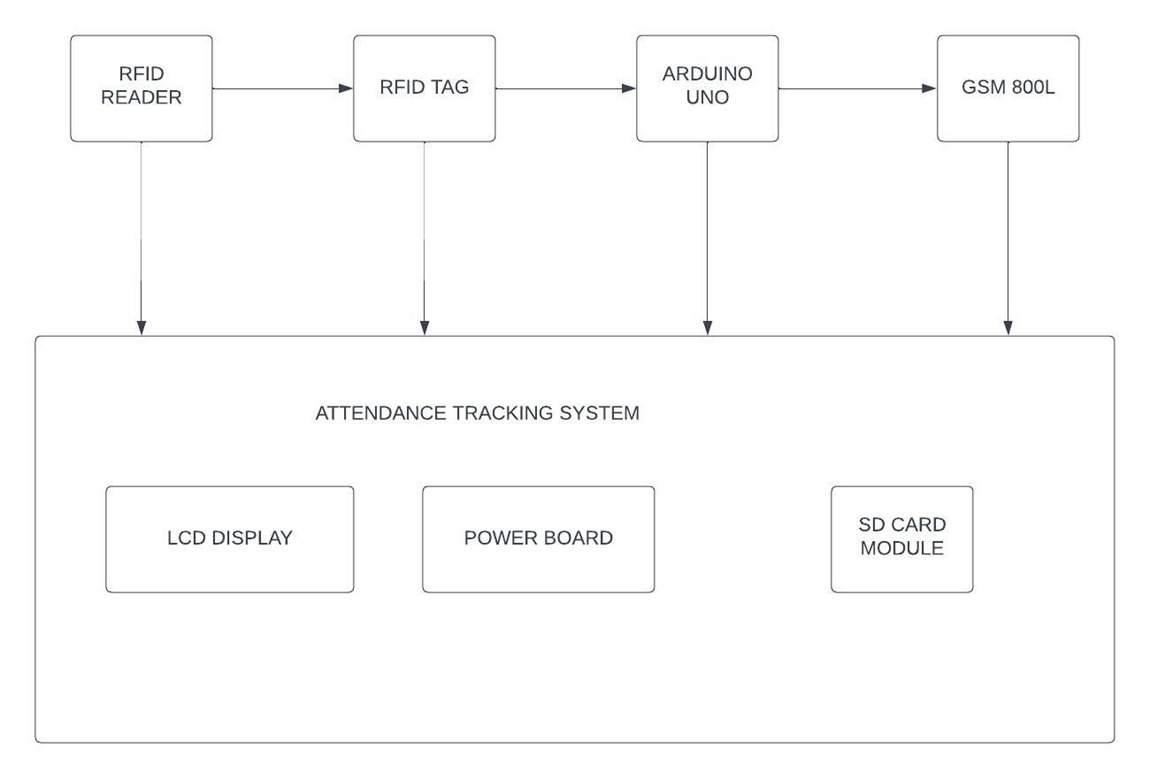 RFID
READER
RFID TAG
ARDUINO
UNO
GSM 800L
ATTENDANCE TRACKING SYSTEM
LCD DISPLAY
POWER BOARD
SD CARD
MODULE